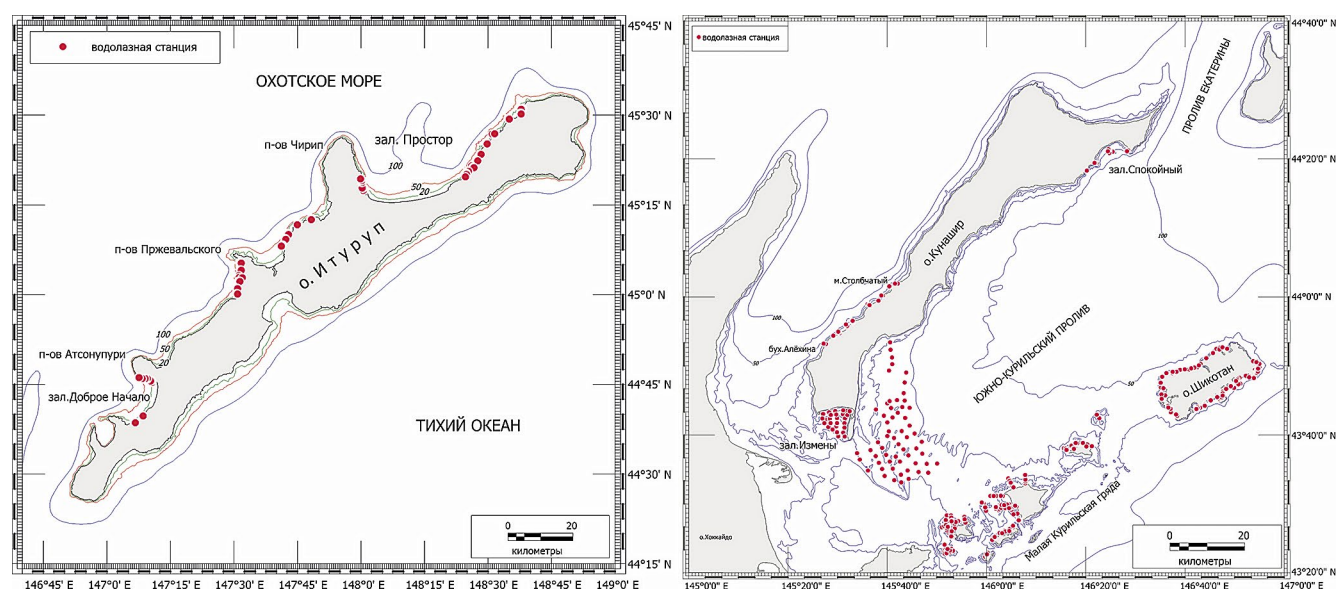 водолазная станция
ОХОТСКОЕ МОРЕ
п-ов Чирип
зал. Простор
100
50
20
п-ов Пржевальского
о. Итуруп
100
50
20
п-ов Атсонупури
зал.Доброе Начало
ТИХИЙ ОКЕАН
0 20
километры
45°45' N
45°30' N
45°15' N
45°0' N
44°45' N
44°30' N
44°15' N
146°45' E 147°0' E 147°15' E 147°30' E 147°45' E 148°0' E 148°15' E 148°30' E 148°45' E 149°0' E
водолазная станция
ПРОЛИВ ЕКАТЕРИНЫ
зал.Спокойный
о.Кунашир
100
м.Столбчатый
100
бух.Алёхина
50
ЮЖНО-КУРИЛЬСКИЙ ПРОЛИВ
50
о.Шикотан
зал.Измены
Малая Курильская гряда
о.Хоккайдо
0 20
километры
44°40'0" N
44°20'0" N
44°0'0" N
43°40'0" N
43°20'0" N
145°0'0" E 145°20'0" E 145°40'0" E 146°0'0" E 146°20'0" E 146°40'0" E 147°0'0" E